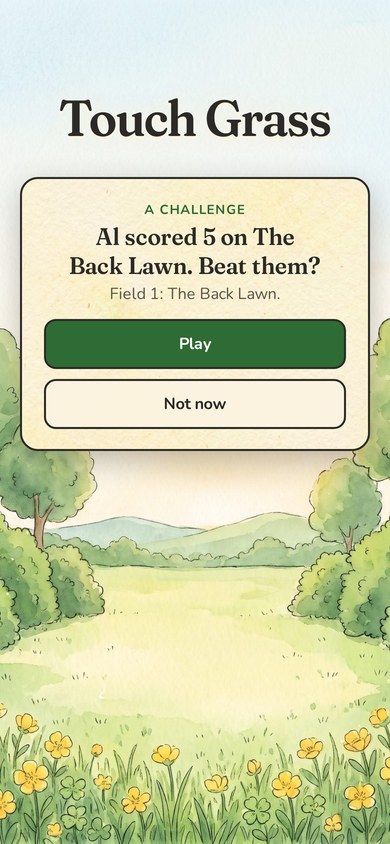 Touch Grass
A CHALLENGE
Al scored 5 on The
Back Lawn. Beat them?
Field 1: The Back Lawn.
Play
Not now